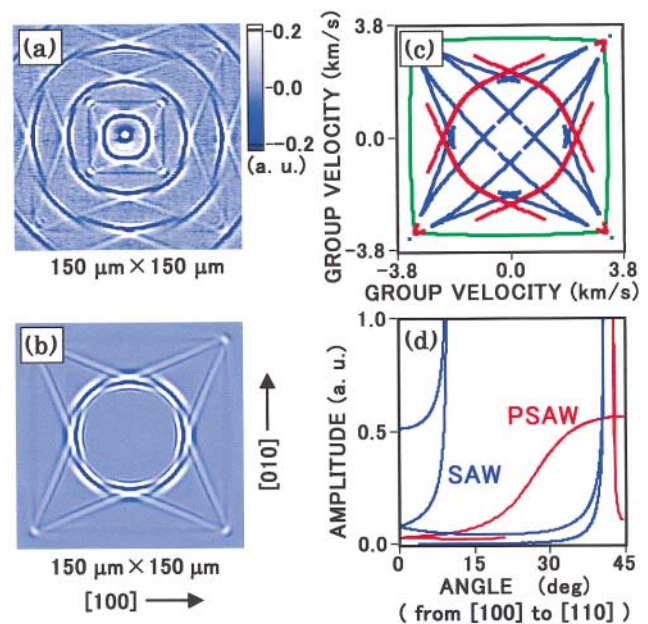 (a)
0.2
0.0
-0.2
(a. u.)
150 μm×150 μm
(b)
[010]
150 μm×150 μm
[100]
(c)
GROUP VELOCITY (km/s)
3.8
0.0
-3.8
-3.8 0.0 3.8
GROUP VELOCITY (km/s)
(d)
AMPLITUDE (a. u.)
1.0
0.5
0.0
PSAW
SAW
0 15 30 45
ANGLE (deg)
( from [100] to [110] )